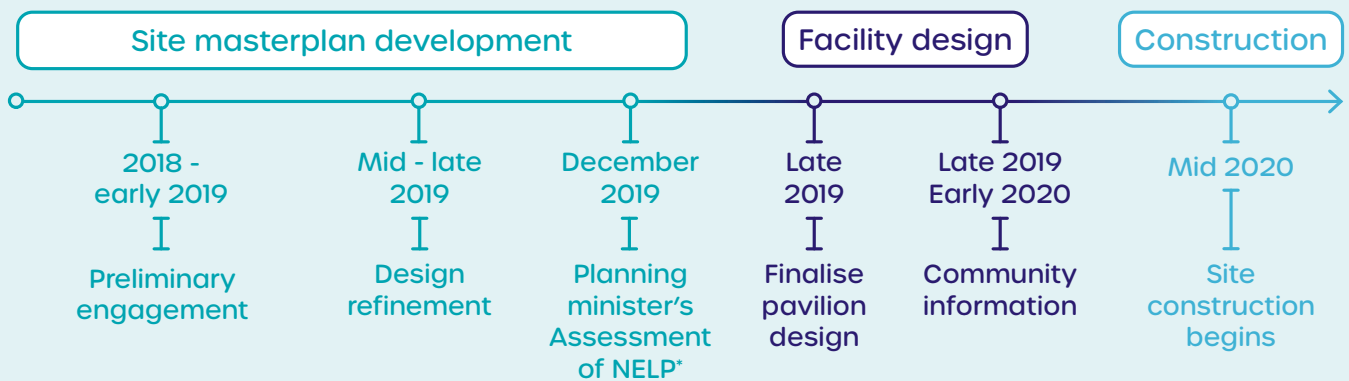 Site masterplan development
Facility design
Construction
2018 -
early 2019
Preliminary
engagement
Mid - late
2019
Design
refinement
December
2019
Planning
minister's
Assessment
of NELP*
Late
2019
Finalise
pavilion
design
Late 2019
Early 2020
Community
information
Mid 2020
Site
construction
begins